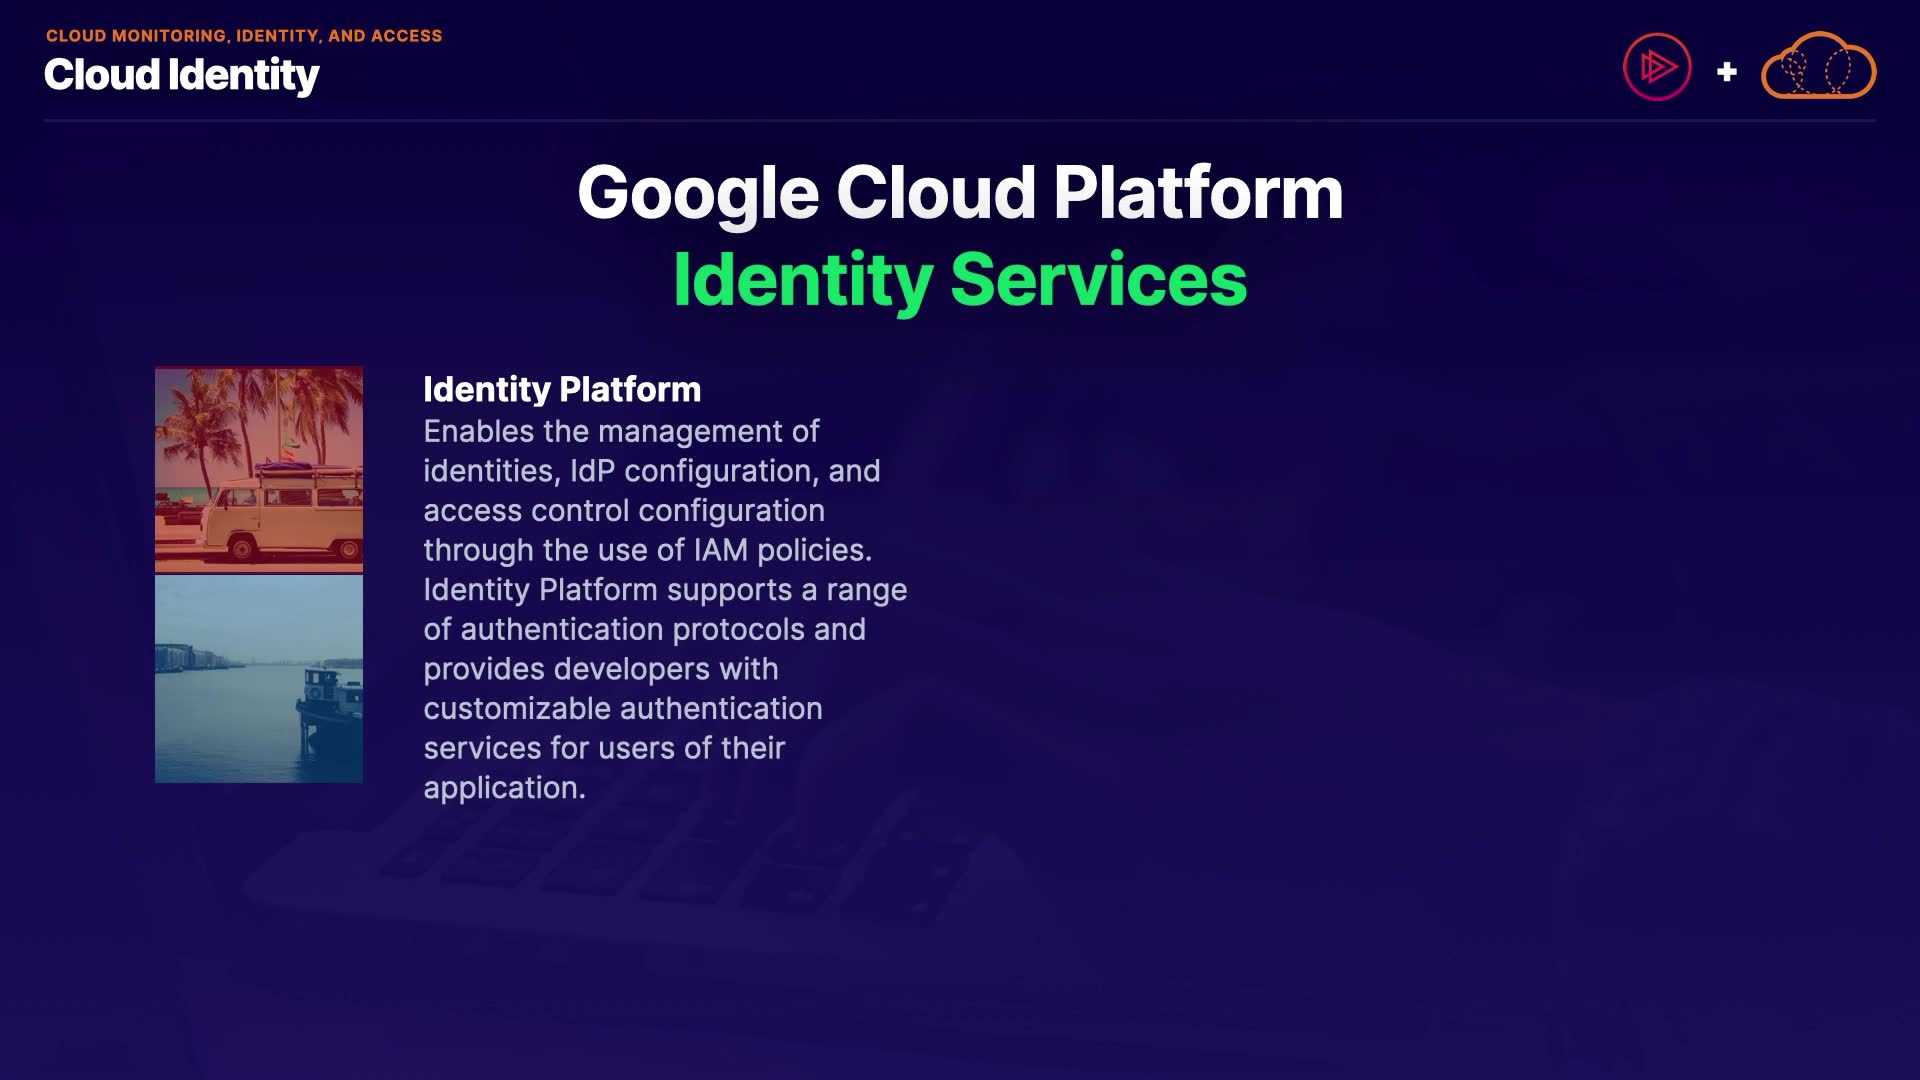 CLOUD MONITORING, IDENTITY, AND ACCESS
Cloud Identity
Google Cloud Platform
Identity Services
Identity Platform
Enables the management of
identities, IdP configuration, and
access control configuration
through the use of IAM policies.
Identity Platform supports a range
of authentication protocols and
provides developers with
customizable authentication
services for users of their
application.